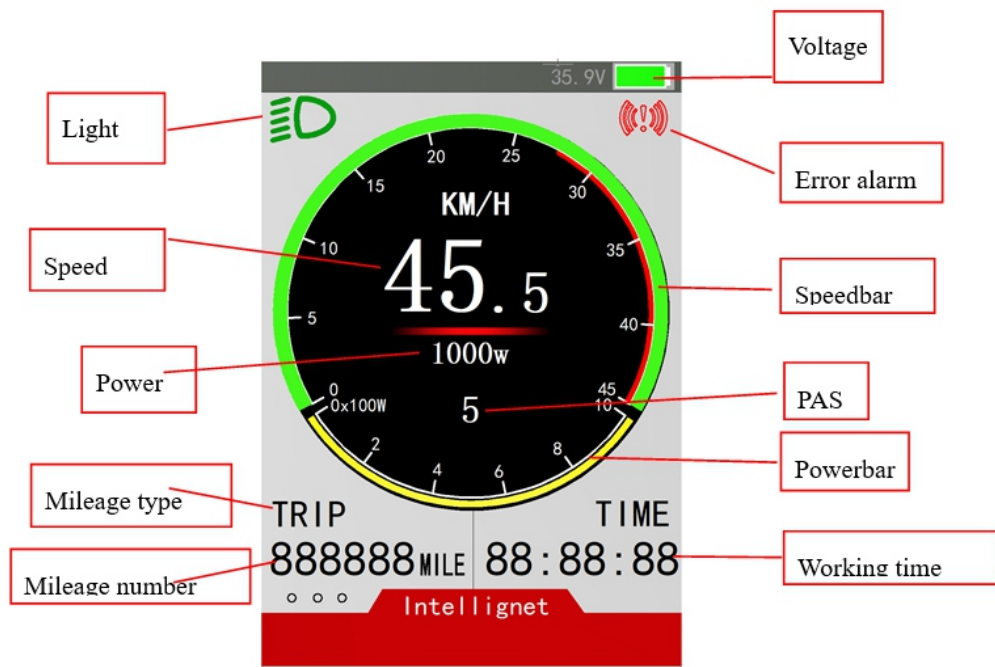 Voltage
35.9V
Light
Error alarm
20
25
15
30
KM/H
10
35
Speed
45.5
Speedbar
5
40
1000w
Power
0
45
0x100W
10
5
PAS
2
8
4
6
Powerbar
Mileage type
TRIP
TIME
888888 MILE
88:88:88
Mileage number
Working time
Intellignet